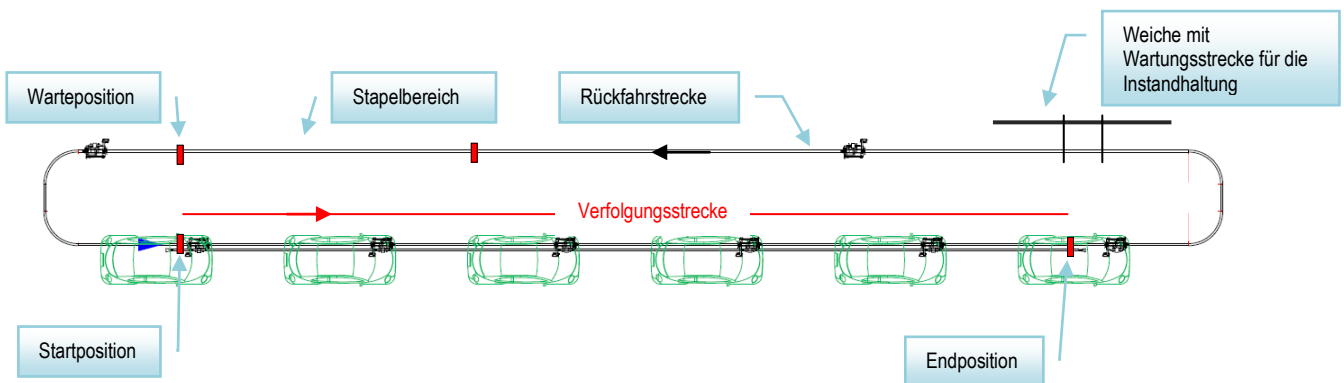 Weiche mit
Wartungsstrecke für die
Instandhaltung
Warteposition
Stapelbereich
Rückfahrstrecke
Verfolgungsstrecke
Startposition
Endposition